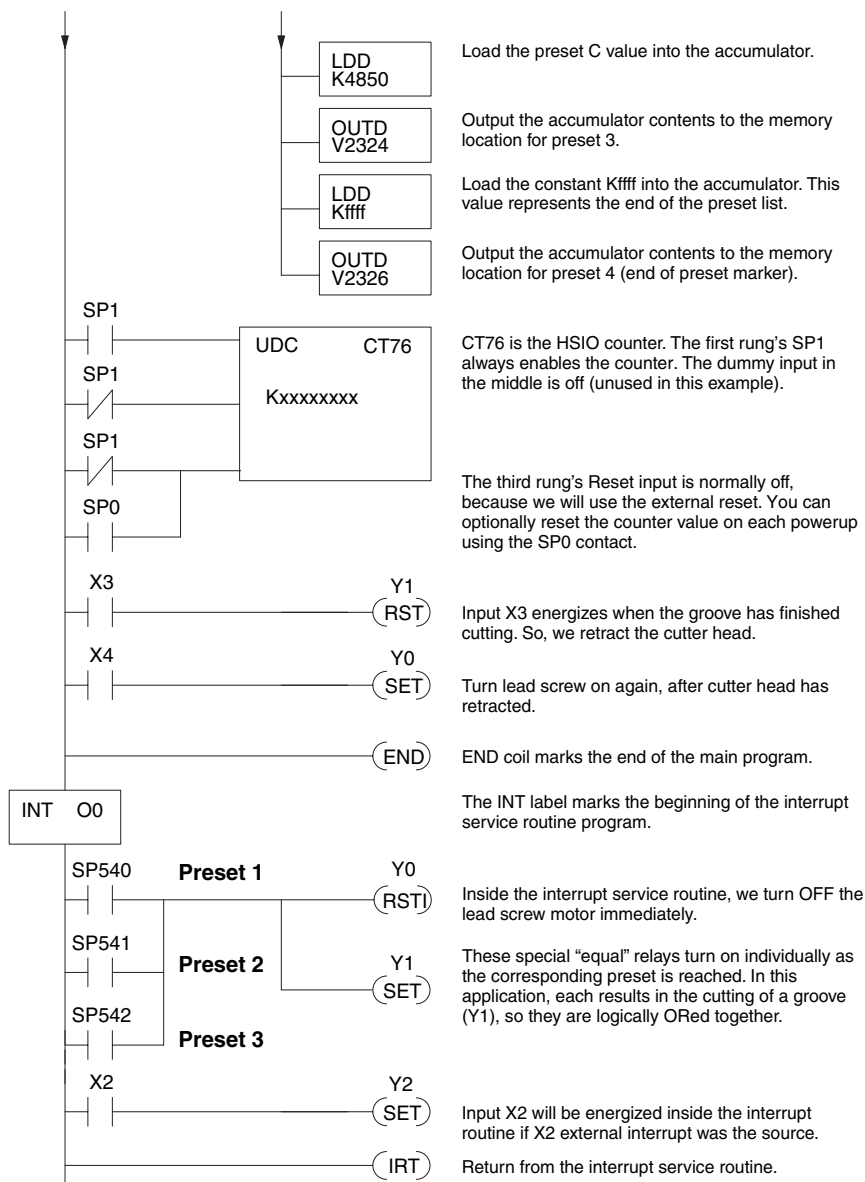 LDD
K4850
Load the preset C value into the accumulator.
OUTD
V2324
Output the accumulator contents to the memory
location for preset 3.
LDD
Kffff
Load the constant Kffff into the accumulator. This
value represents the end of the preset list.
OUTD
V2326
Output the accumulator contents to the memory
location for preset 4 (end of preset marker).
SP1
UDC CT76
Kxxxxxxxx
SP1
SP1
SP0
CT76 is the HSIO counter. The first rung's SP1
always enables the counter. The dummy input in
the middle is off (unused in this example).
The third rung's Reset input is normally off,
because we will use the external reset. You can
optionally reset the counter value on each powerup
using the SP0 contact.
X3
Y1
RST
Input X3 energizes when the groove has finished
cutting. So, we retract the cutter head.
X4
Y0
SET
Turn lead screw on again, after cutter head has
retracted.
END
END coil marks the end of the main program.
INT O0
The INT label marks the beginning of the interrupt
service routine program.
SP540
Preset 1
Y0
RSTI
Inside the interrupt service routine, we turn OFF the
lead screw motor immediately.
SP541
Preset 2
Y1
SET
These special “equal” relays turn on individually as
the corresponding preset is reached. In this
application, each results in the cutting of a groove
(Y1), so they are logically ORed together.
SP542
Preset 3
X2
Y2
SET
Input X2 will be energized inside the interrupt
routine if X2 external interrupt was the source.
IRT
Return from the interrupt service routine.